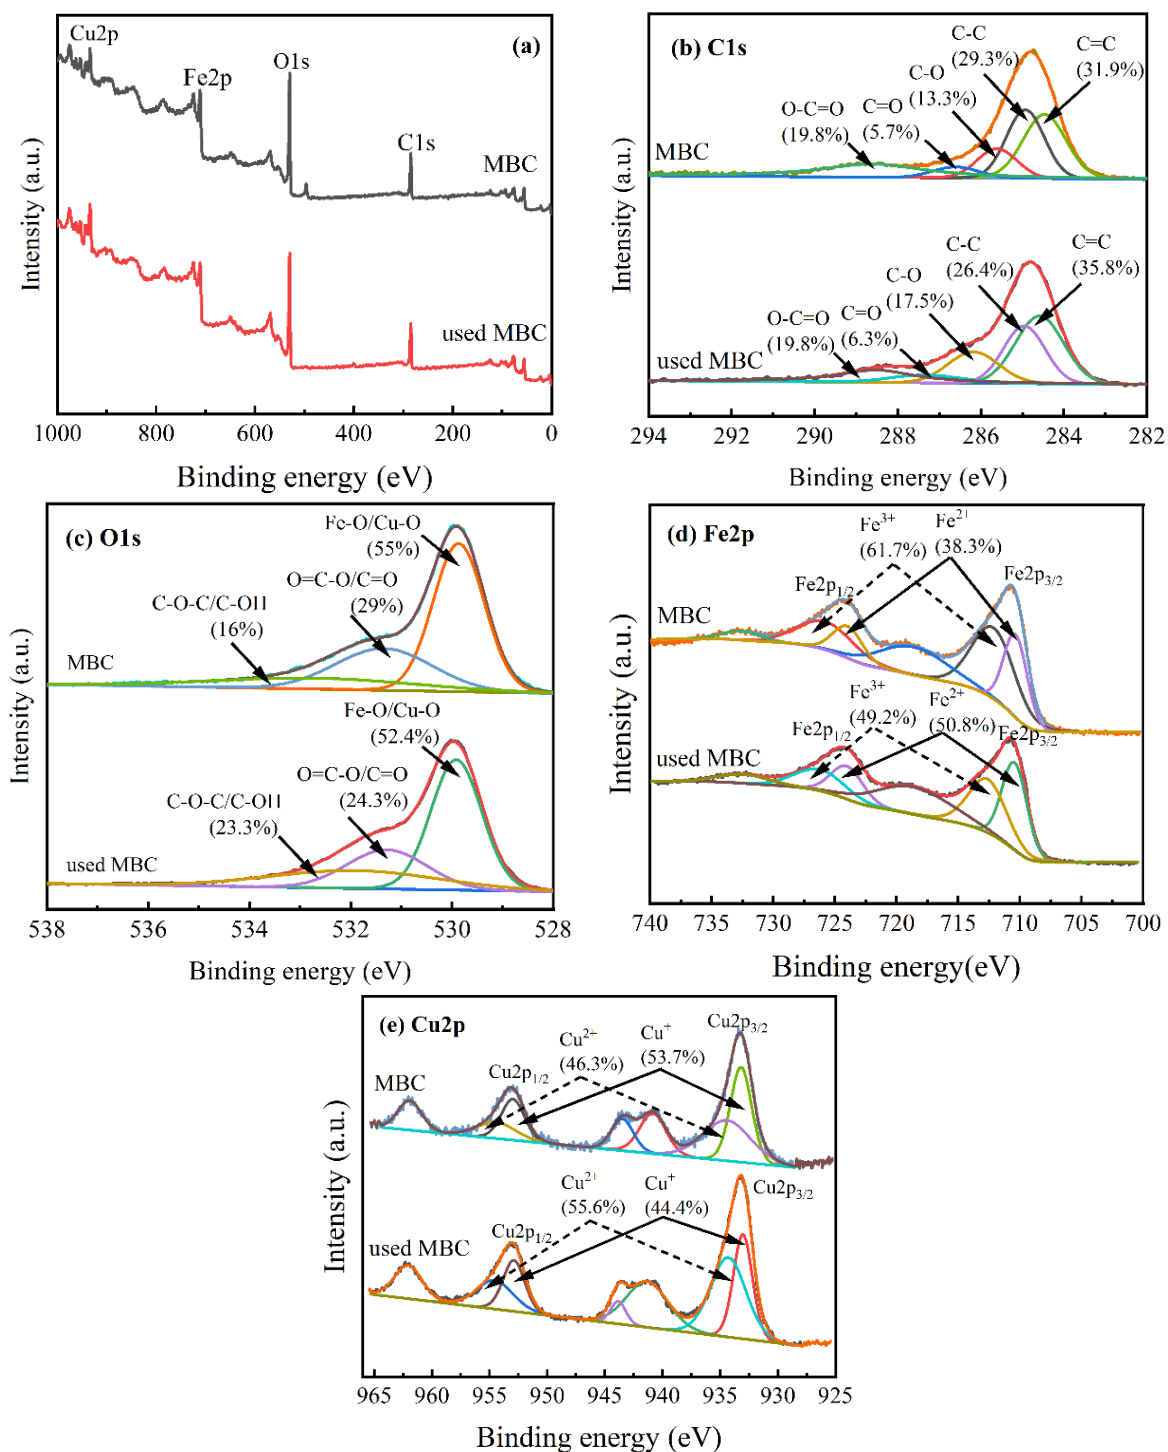 (a)
Cu2p
Fe2p
O1s
C1s
MBC
used MBC
Intensity (a.u.)
1000 800 600 400 200 0
Binding energy (eV)
(b) C1s
C-C
(29.3%)
C=C
(31.9%)
C-O
(13.3%)
O-C=O
(19.8%)
C=O
(5.7%)
MBC
C-C
(26.4%)
C=C
(35.8%)
C-O
(17.5%)
O-C=O
(19.8%)
C=O
(6.3%)
used MBC
Intensity (a.u.)
294 292 290 288 286 284 282
Binding energy (eV)
(c) O1s
Fe-O/Cu-O
(55%)
O=C-O/C=O
(29%)
C-O-C/C-OH
(16%)
MBC
Fe-O/Cu-O
(52.4%)
O=C-O/C=O
(24.3%)
C-O-C/C-OH
(23.3%)
used MBC
Intensity (a.u.)
538 536 534 532 530 528
Binding energy (eV)
(d) Fe2p
Fe3+
(61.7%)
Fe2+
(38.3%)
Fe2p1/2
Fe2p3/2
MBC
Fe3+
(49.2%)
Fe2+
(50.8%)
Fe2p1/2
Fe2p3/2
used MBC
Intensity (a.u.)
740 735 730 725 720 715 710 705 700
Binding energy(eV)
(e) Cu2p
Cu2+
(46.3%)
Cu+
(53.7%)
Cu2p3/2
Cu2p1/2
MBC
Cu2+
(55.6%)
Cu+
(44.4%)
Cu2p3/2
Cu2p1/2
used MBC
Intensity (a.u.)
965 960 955 950 945 940 935 930 925
Binding energy (eV)